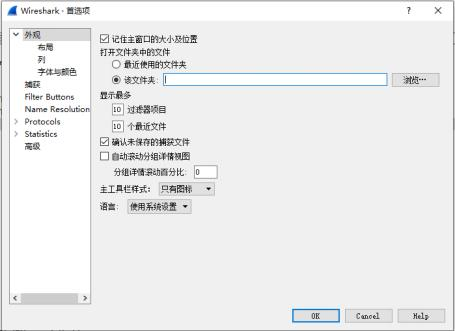 Wireshark · 首选项
? ×
外观
布局
列
字体与颜色
捕获
Filter Buttons
Name Resolution
Protocols
Statistics
高级
记住主窗口的大小及位置
打开文件夹中的文件
最近使用的文件夹
该文件夹:
浏览…
显示最多
10 过滤器项目
10 个最近文件
确认未保存的捕获文件
自动滚动分组详情视图
分组详情滚动百分比: 0
主工具栏样式: 只有图标
语言: 使用系统设置
OK Cancel Help